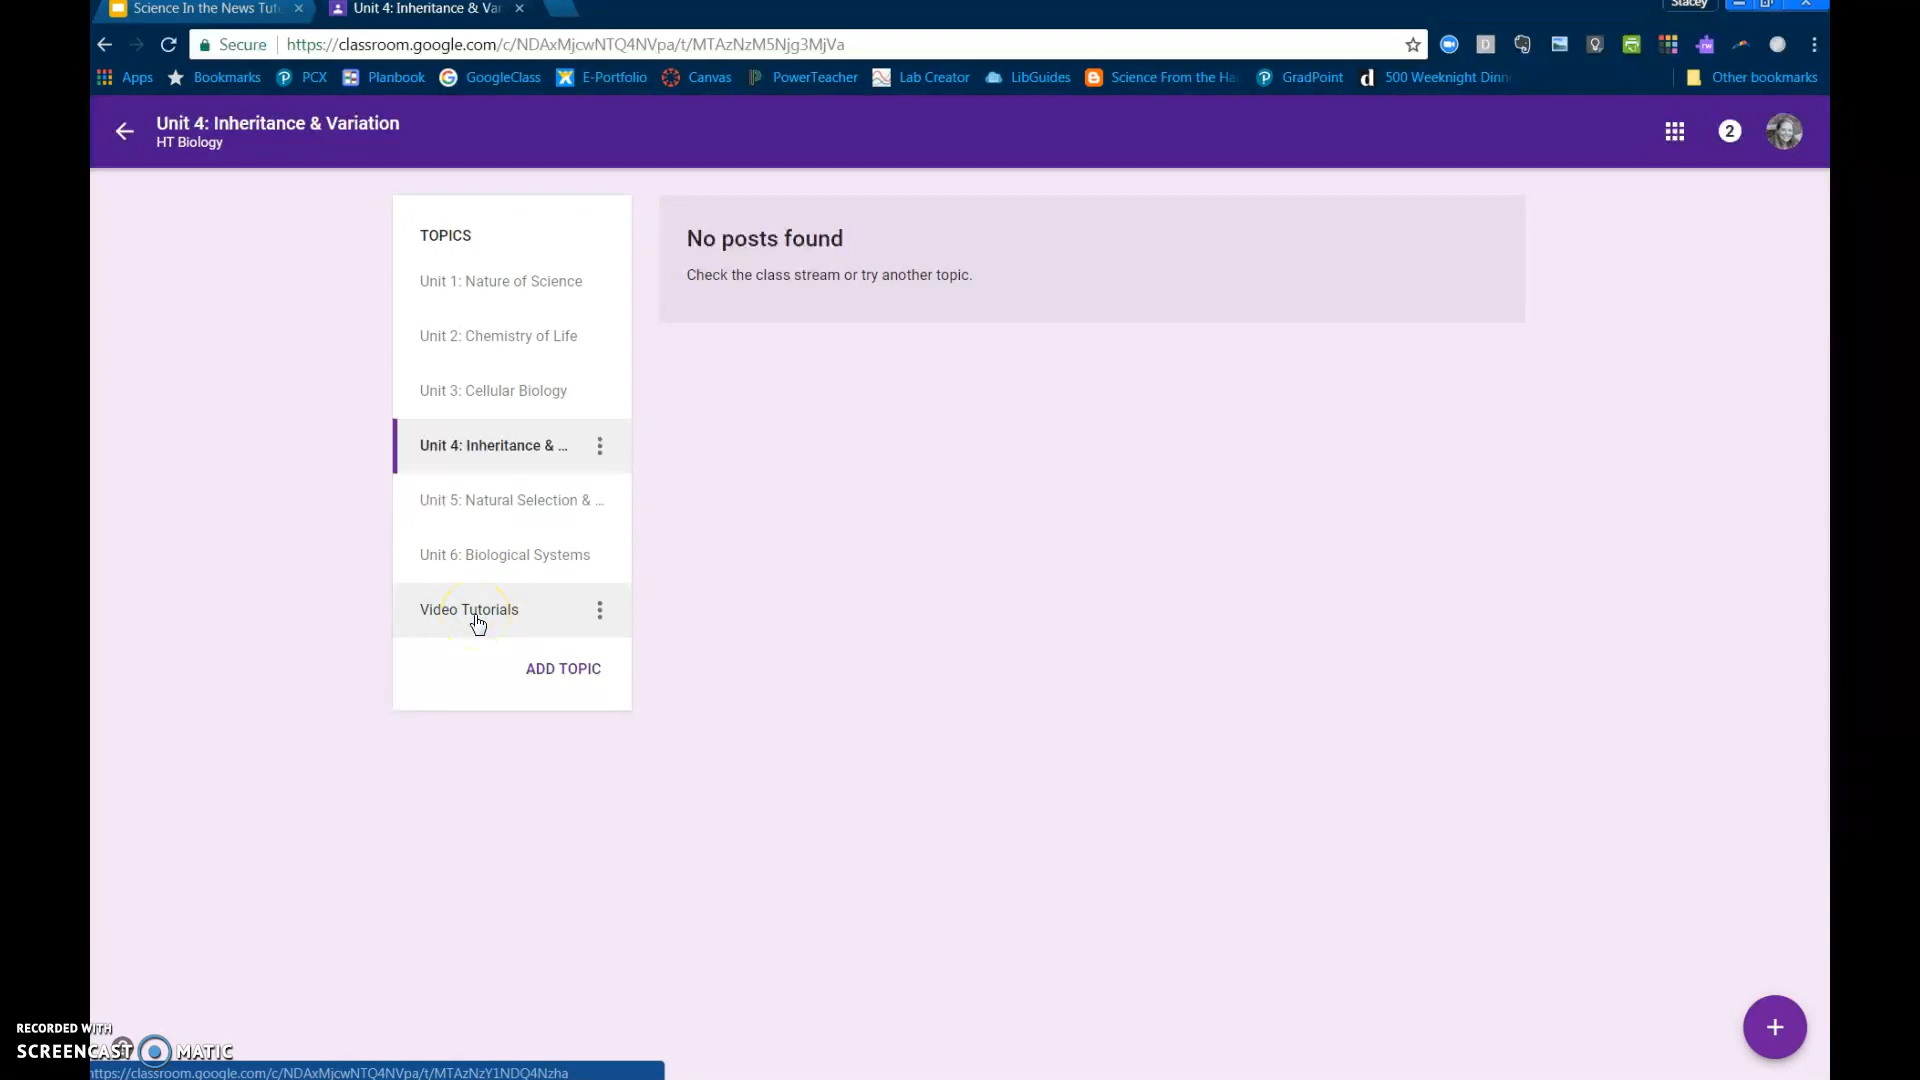 Science In the News Tut
Unit 4: Inheritance & Var
Stacey
Secure
https://classroom.google.com/c/NDAxMjcwNTQ4NVpa/t/MTAzNzM5Njg3MjVa
Apps Bookmarks PCX Planbook GoogleClass E-Portfolio Canvas PowerTeacher Lab Creator LibGuides Science From the Ha GradPoint 500 Weeknight Dinn Other bookmarks
Unit 4: Inheritance & Variation
HT Biology
2
TOPICS
Unit 1: Nature of Science
Unit 2: Chemistry of Life
Unit 3: Cellular Biology
Unit 4: Inheritance & ...
Unit 5: Natural Selection & ...
Unit 6: Biological Systems
Video Tutorials
ADD TOPIC
No posts found
Check the class stream or try another topic.
RECORDED WITH
SCREENCAST MATIC
https://classroom.google.com/c/NDAxMjcwNTQ4NVpa/t/MTAzNzY1NDQ4Nzha